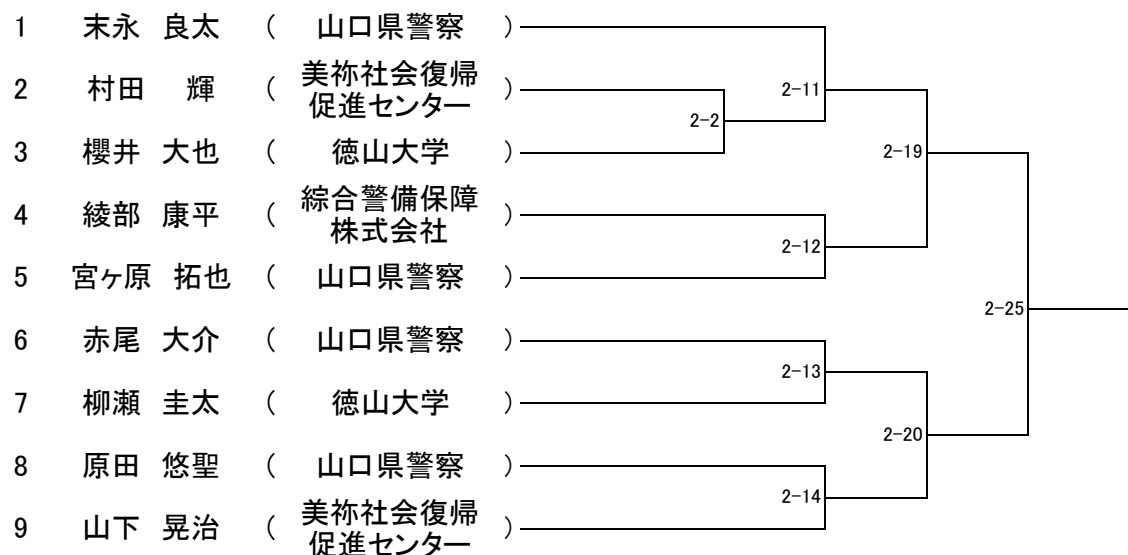 1 末永 良太 ( 山口県警察 )
2 村田 輝 ( 美祢社会復帰
促進センター )
2-11
2-2
3 櫻井 大也 ( 徳山大学 )
2-19
4 綾部 康平 ( 綜合警備保障
株式会社 )
2-12
5 宮ヶ原 拓也 ( 山口県警察 )
2-25
6 赤尾 大介 ( 山口県警察 )
2-13
7 柳瀬 圭太 ( 徳山大学 )
2-20
8 原田 悠聖 ( 山口県警察 )
2-14
9 山下 晃治 ( 美祢社会復帰
促進センター )